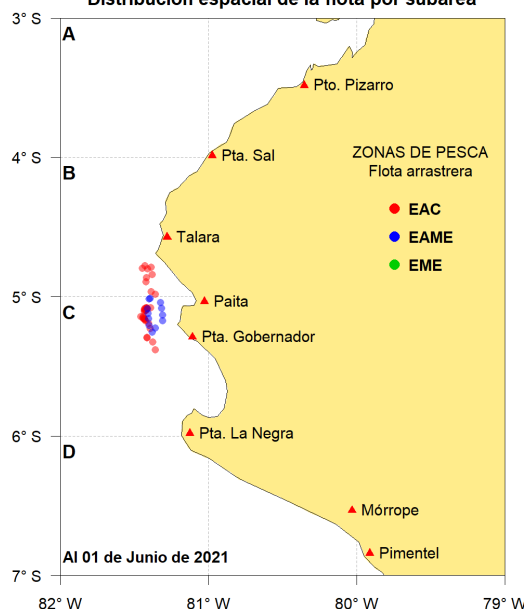 Distribución espacial de la flota por subárea
3° S
A
Pto. Pizarro
ZONAS DE PESCA
Flota arrastrera
4° S
Pta. Sal
B
EAC
Talara
EAME
EME
5° S
Paita
C
Pta. Gobernador
6° S
Pta. La Negra
D
Mórrope
Al 01 de Junio de 2021
Pimentel
7° S
82° W
81° W
80° W
79° W